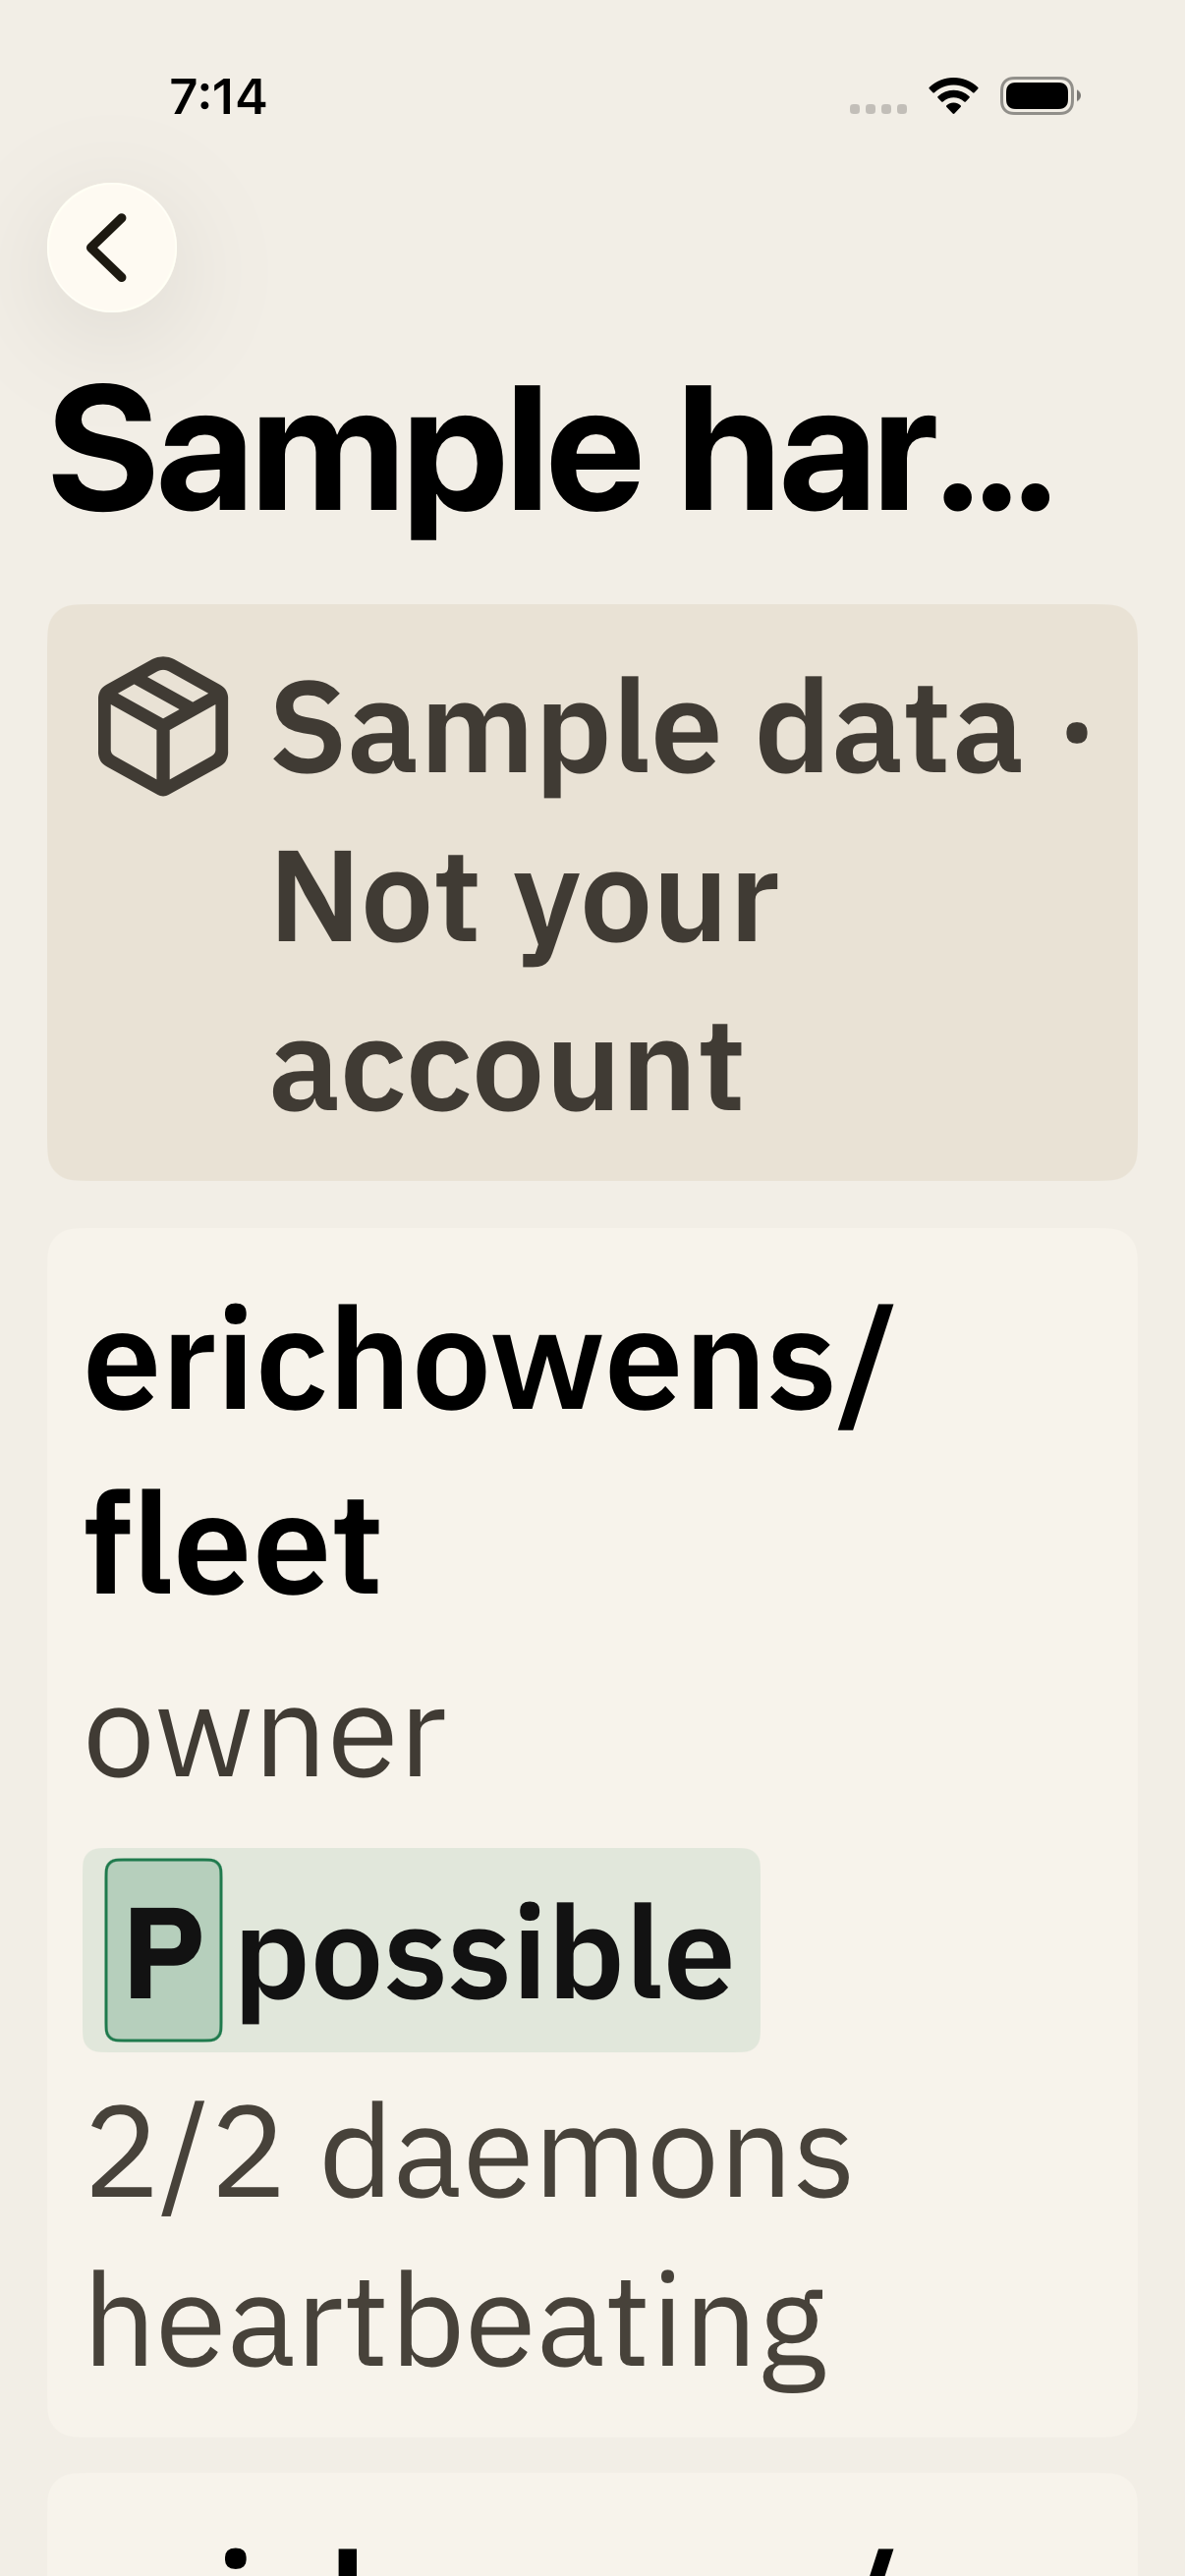 7:14
Sample har...
Sample data ·
Not your
account
erichowens/
fleet
owner
P possible
2/2 daemons
heartbeating